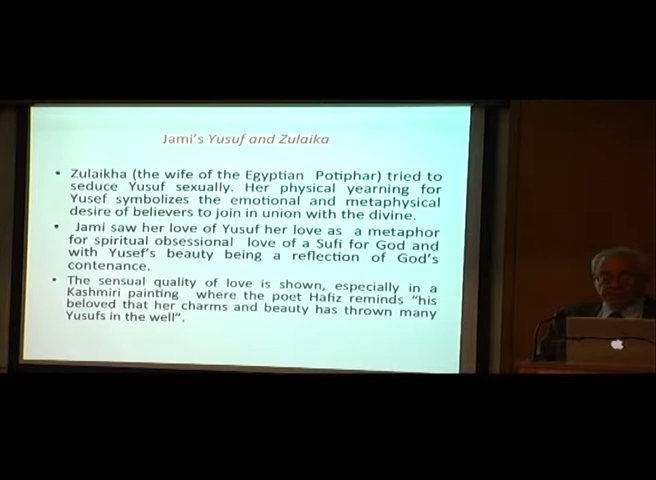 Jami's Yusuf and Zulaika
• Zulaikha (the wife of the Egyptian Potiphar) tried to
seduce Yusuf sexually. Her physical yearning for
Yusef symbolizes the emotional and metaphysical
desire of believers to join in union with the divine.
• Jami saw her love of Yusuf her love as a metaphor
for spiritual obsessional love of a Sufi for God and
with Yusef's beauty being a reflection of God's
contenance.
• The sensual quality of love is shown, especially in a
Kashmiri painting where the poet Hafiz reminds "his
beloved that her charms and beauty has thrown many
Yusufs in the well".